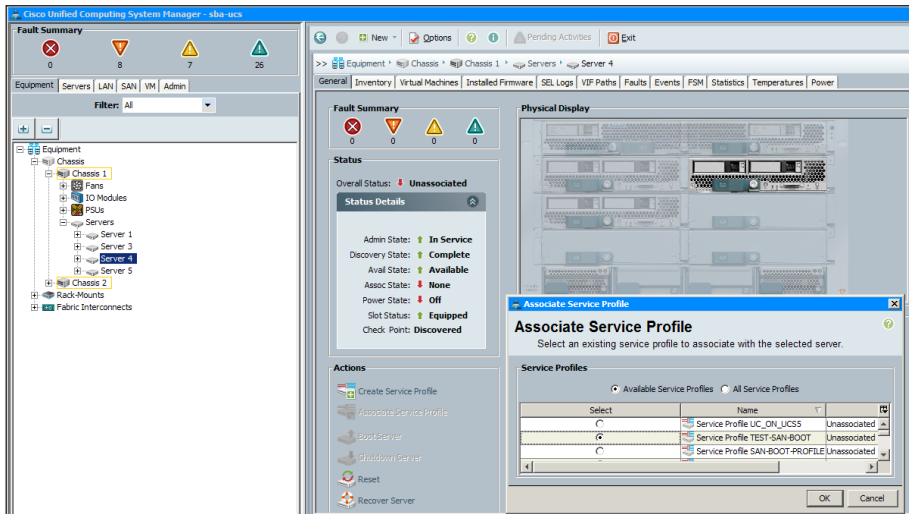 Cisco Unified Computing System Manager - sba-ucs
Fault Summary
0 8 7 26
Equipment Servers LAN SAN VM Admin
Filter: All
Equipment
Chassis
Chassis 1
Fans
IO Modules
PSUs
Servers
Server 1
Server 3
Server 4
Server 5
Chassis 2
Rack-Mounts
Fabric Interconnects
New Options Pending Activities Exit
>> Equipment Chassis Chassis 1 Servers Server 4
General Inventory Virtual Machines Installed Firmware SEL Logs VIF Paths Faults Events FSM Statistics Temperatures Power
Fault Summary
0 0 0 0
Status
Overall Status: Unassociated
Status Details
Admin State: In Service
Discovery State: Complete
Avail State: Available
Assoc State: None
Power State: Off
Slot Status: Equipped
Check Point: Discovered
Actions
Create Service Profile
Associate Service Profile
Boot Server
Shutdown Server
Reset
Recover Server
Physical Display
Associate Service Profile
Associate Service Profile
Select an existing service profile to associate with the selected server.
Service Profiles
Available Service Profiles All Service Profiles
Select Name
Service Profile UC_ON_UCS5 Unassociated
Service Profile TEST-SAN-BOOT Unassociated
Service Profile SAN-BOOT-PROFILE Unassociated
OK Cancel